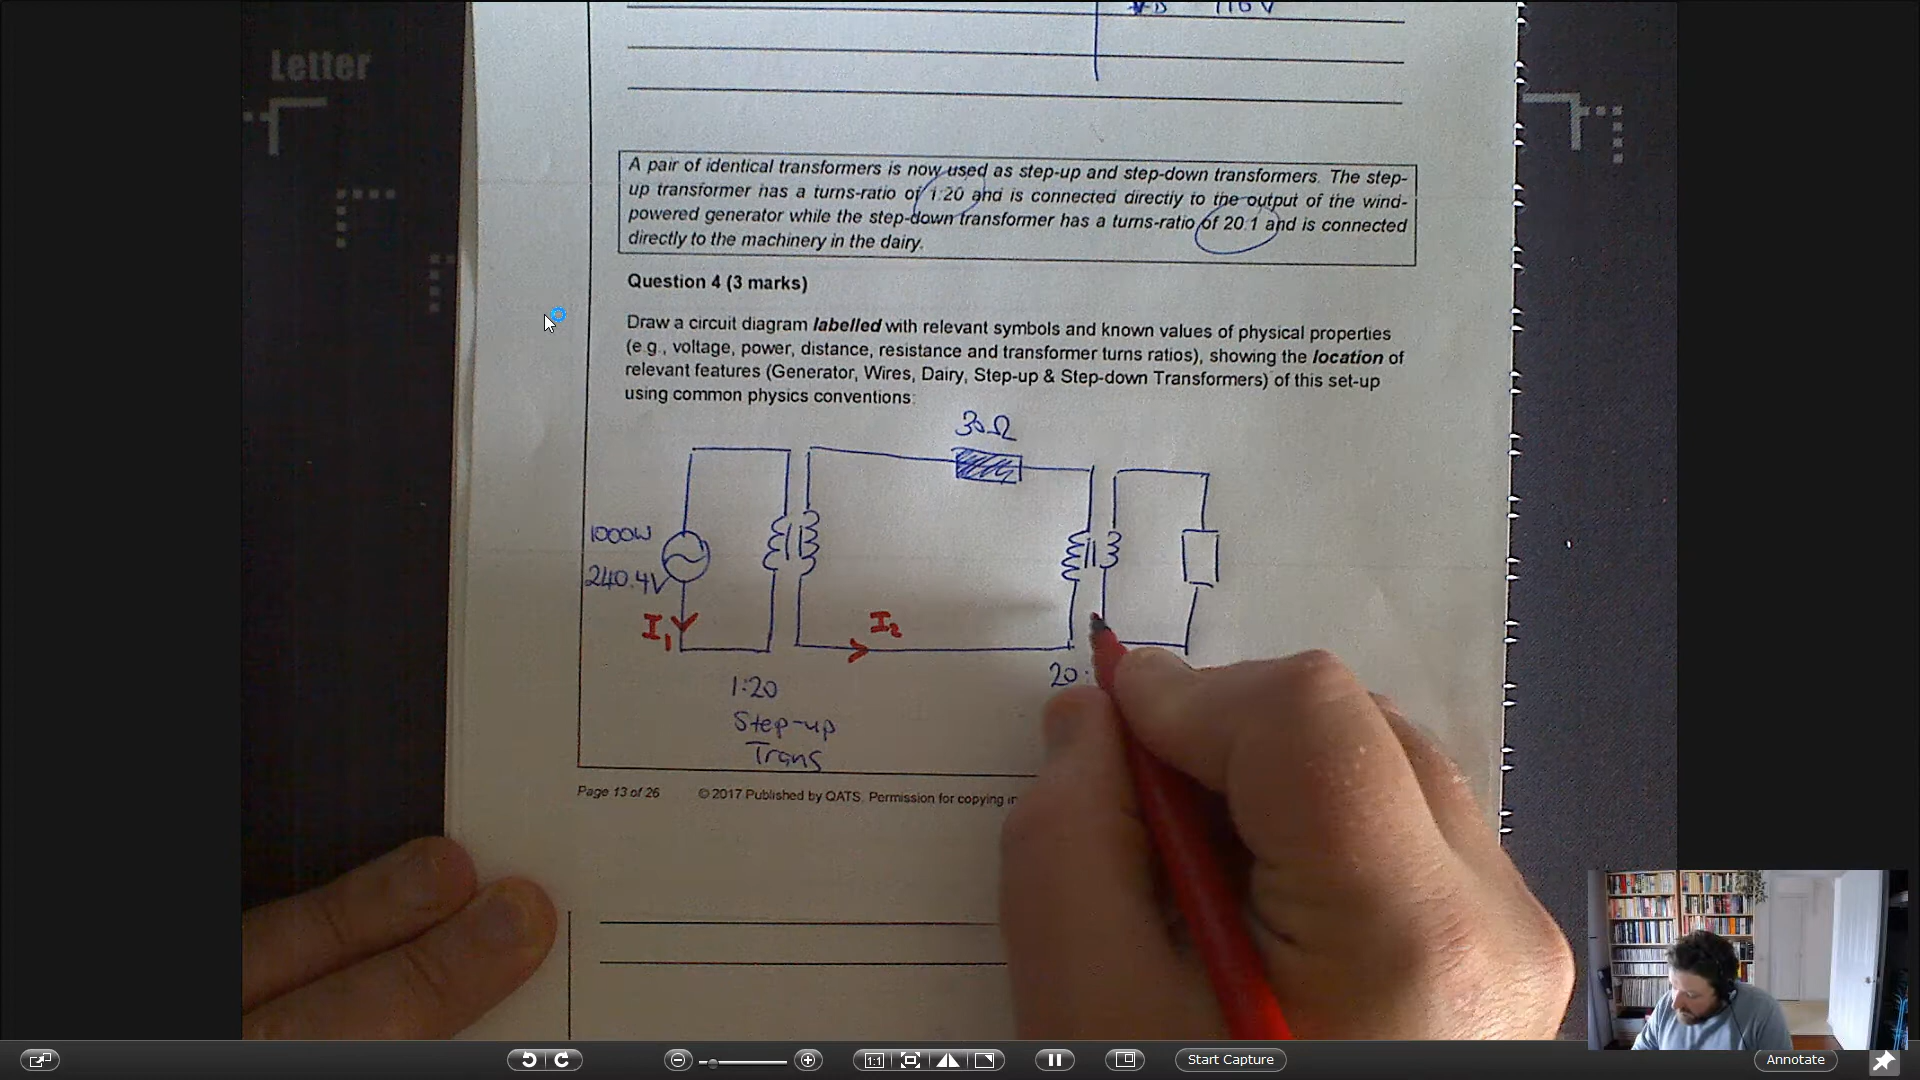 Letter
116V
A pair of identical transformers is now used as step-up and step-down transformers. The step-
up transformer has a turns-ratio of 1:20 and is connected directly to the output of the wind-
powered generator while the step-down transformer has a turns-ratio of 20:1 and is connected
directly to the machinery in the dairy.
Question 4 (3 marks)
Draw a circuit diagram labelled with relevant symbols and known values of physical properties
(e.g., voltage, power, distance, resistance and transformer turns ratios), showing the location of
relevant features (Generator, Wires, Dairy, Step-up & Step-down Transformers) of this set-up
using common physics conventions:
30Ω
1000W
240.4V
I₁
I₂
1:20
Step-up
Trans
20:
Page 13 of 26 © 2017 Published by QATS. Permission for copying in
1:1
Start Capture
Annotate